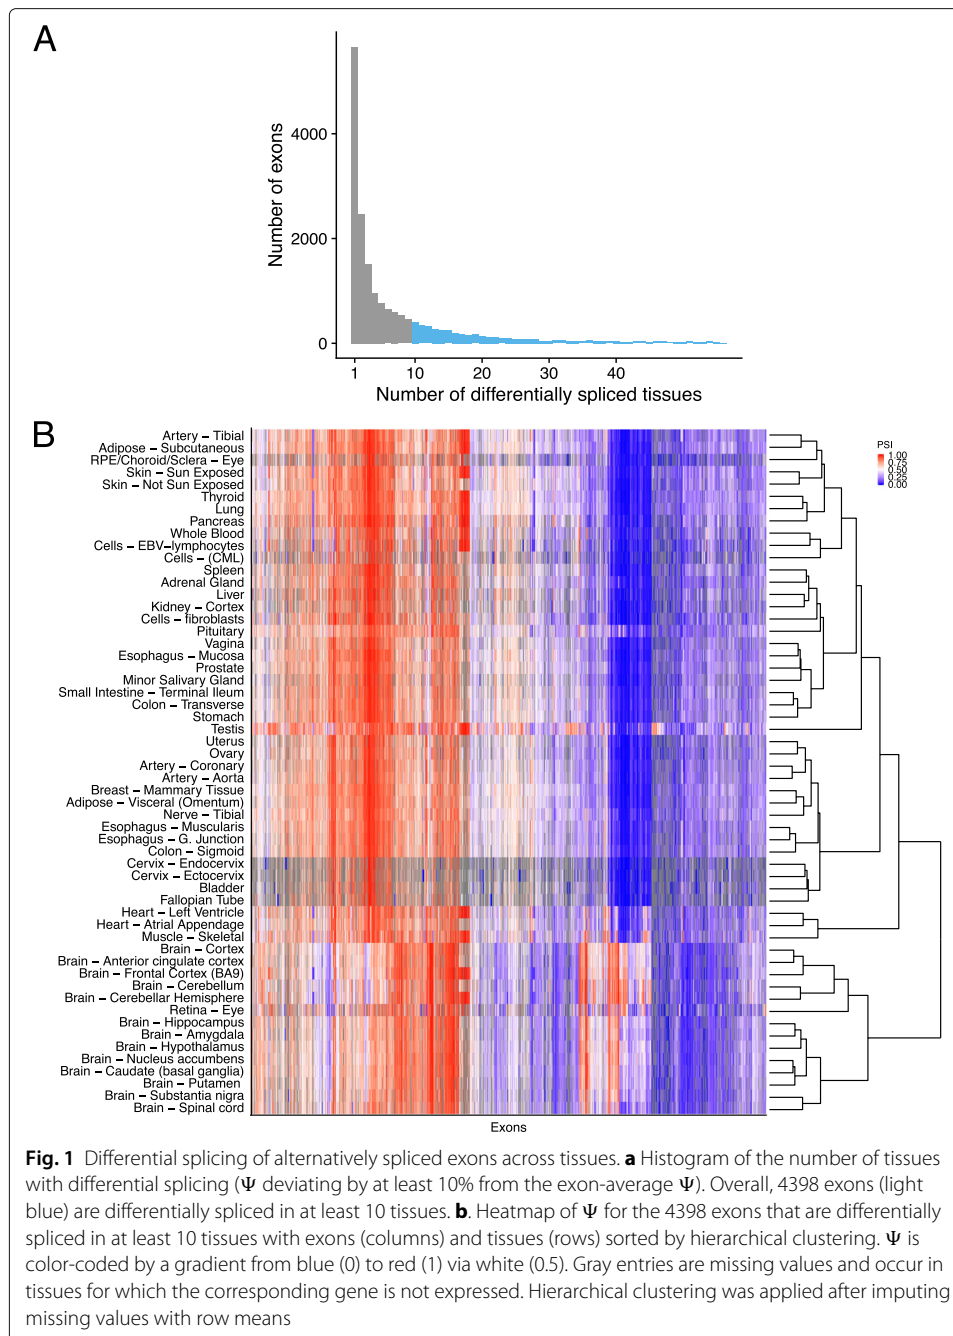 A
Number of exons
4000
2000
0
1 10 20 30 40
Number of differentially spliced tissues
B
Artery – Tibial
Adipose – Subcutaneous
RPE/Choroid/Sclera – Eye
Skin – Sun Exposed
Skin – Not Sun Exposed
Thyroid
Lung
Pancreas
Whole Blood
Cells – EBV–lymphocytes
Cells – (CML)
Spleen
Adrenal Gland
Liver
Kidney – Cortex
Cells – fibroblasts
Pituitary
Vagina
Esophagus – Mucosa
Prostate
Minor Salivary Gland
Small Intestine – Terminal Ileum
Colon – Transverse
Stomach
Testis
Uterus
Ovary
Artery – Coronary
Artery – Aorta
Breast – Mammary Tissue
Adipose – Visceral (Omentum)
Nerve – Tibial
Esophagus – Muscularis
Esophagus – G. Junction
Colon – Sigmoid
Cervix – Endocervix
Cervix – Ectocervix
Bladder
Fallopian Tube
Heart – Left Ventricle
Heart – Atrial Appendage
Muscle – Skeletal
Brain – Cortex
Brain – Anterior cingulate cortex
Brain – Frontal Cortex (BA9)
Brain – Cerebellum
Brain – Cerebellar Hemisphere
Retina – Eye
Brain – Hippocampus
Brain – Amygdala
Brain – Hypothalamus
Brain – Nucleus accumbens
Brain – Caudate (basal ganglia)
Brain – Putamen
Brain – Substantia nigra
Brain – Spinal cord
Exons
PSI
1.00
0.75
0.50
0.25
0.00
Fig. 1 Differential splicing of alternatively spliced exons across tissues. a Histogram of the number of tissues
with differential splicing (Ψ deviating by at least 10% from the exon-average Ψ). Overall, 4398 exons (light
blue) are differentially spliced in at least 10 tissues. b. Heatmap of Ψ for the 4398 exons that are differentially
spliced in at least 10 tissues with exons (columns) and tissues (rows) sorted by hierarchical clustering. Ψ is
color-coded by a gradient from blue (0) to red (1) via white (0.5). Gray entries are missing values and occur in
tissues for which the corresponding gene is not expressed. Hierarchical clustering was applied after imputing
missing values with row means